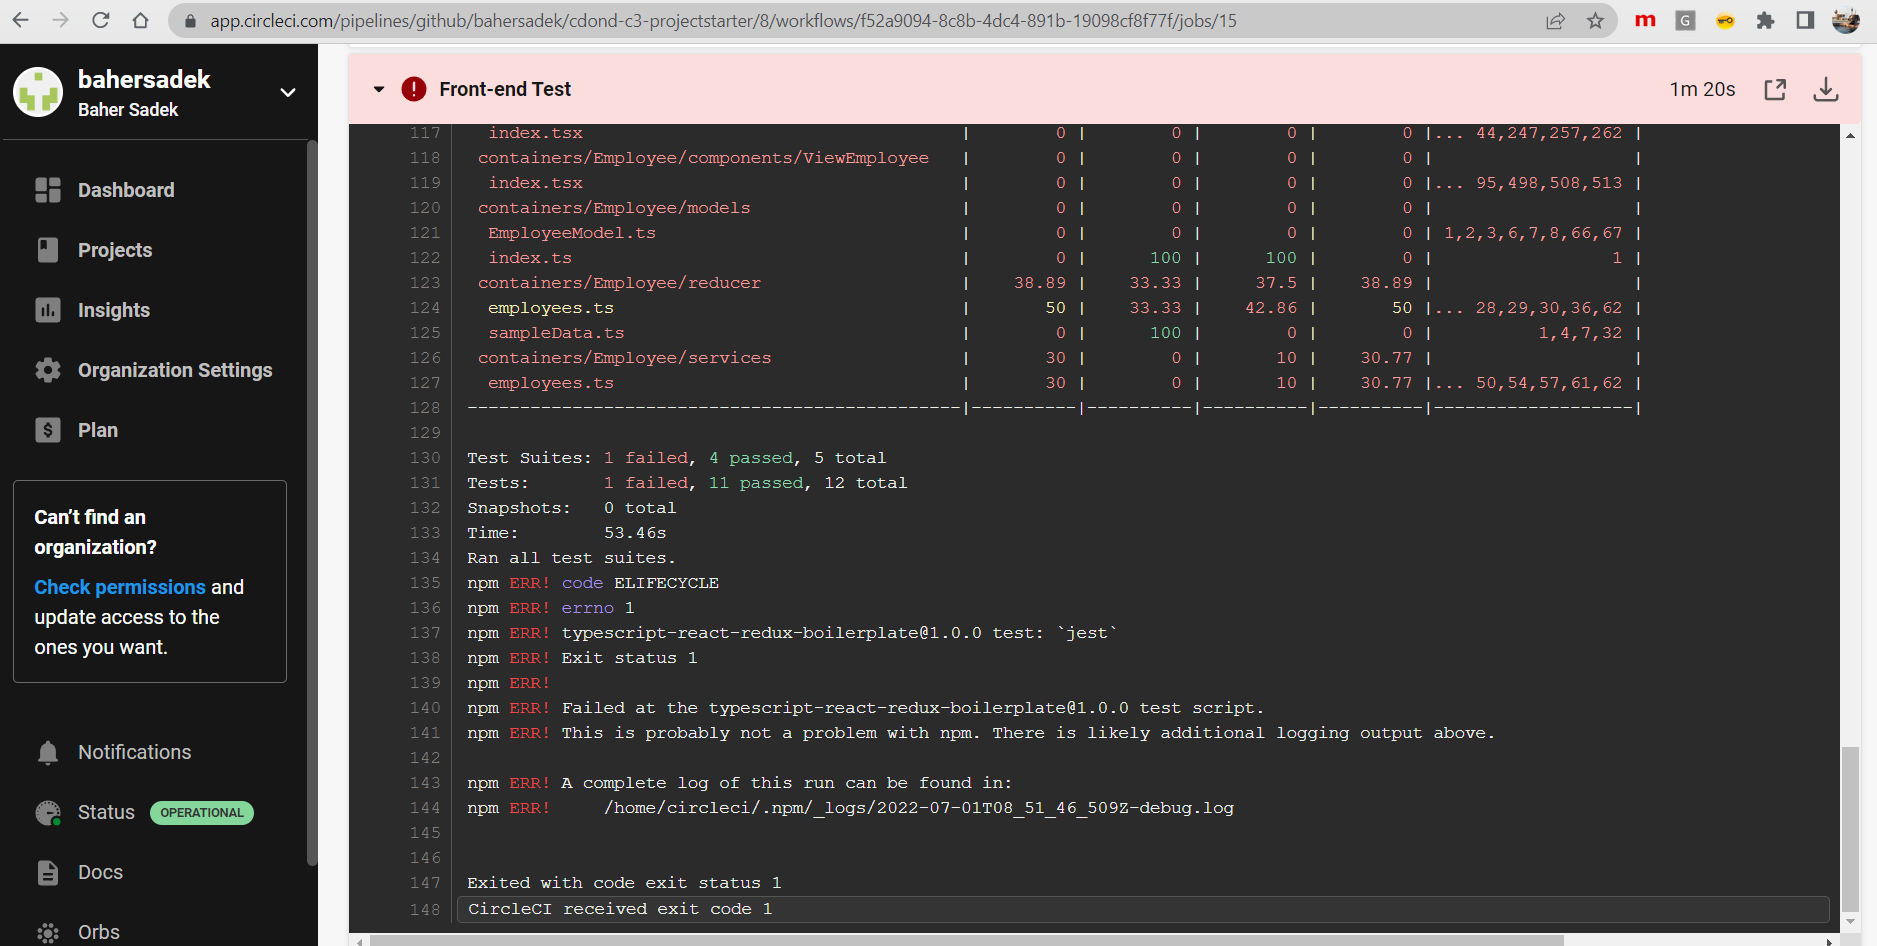 app.circleci.com/pipelines/github/bahersadek/cdond-c3-projectstarter/8/workflows/f52a9094-8c8b-4dc4-891b-19098cf8f77f/jobs/15
m
G
bahersadek
Baher Sadek
Dashboard
Projects
Insights
Organization Settings
$ Plan
Can’t find an
organization?
Check permissions and
update access to the
ones you want.
Notifications
Status OPERATIONAL
Docs
Orbs
! Front-end Test 1m 20s
117 index.tsx | 0 | 0 | 0 | 0 |... 44,247,257,262 |
118 containers/Employee/components/ViewEmployee | 0 | 0 | 0 | 0 | |
119 index.tsx | 0 | 0 | 0 | 0 |... 95,498,508,513 |
120 containers/Employee/models | 0 | 0 | 0 | 0 | |
121 EmployeeModel.ts | 0 | 0 | 0 | 0 | 1,2,3,6,7,8,66,67 |
122 index.ts | 0 | 100 | 100 | 0 | 1 |
123 containers/Employee/reducer | 38.89 | 33.33 | 37.5 | 38.89 | |
124 employees.ts | 50 | 33.33 | 42.86 | 50 |... 28,29,30,36,62 |
125 sampleData.ts | 0 | 100 | 0 | 0 | 1,4,7,32 |
126 containers/Employee/services | 30 | 0 | 10 | 30.77 | |
127 employees.ts | 30 | 0 | 10 | 30.77 |... 50,54,57,61,62 |
128 -----------------------------------------------|----------|----------|----------|----------|-------------------|
129
130 Test Suites: 1 failed, 4 passed, 5 total
131 Tests: 1 failed, 11 passed, 12 total
132 Snapshots: 0 total
133 Time: 53.46s
134 Ran all test suites.
135 npm ERR! code ELIFECYCLE
136 npm ERR! errno 1
137 npm ERR! typescript-react-redux-boilerplate@1.0.0 test: `jest`
138 npm ERR! Exit status 1
139 npm ERR!
140 npm ERR! Failed at the typescript-react-redux-boilerplate@1.0.0 test script.
141 npm ERR! This is probably not a problem with npm. There is likely additional logging output above.
142
143 npm ERR! A complete log of this run can be found in:
144 npm ERR! /home/circleci/.npm/_logs/2022-07-01T08_51_46_509Z-debug.log
145
146
147 Exited with code exit status 1
148 CircleCI received exit code 1